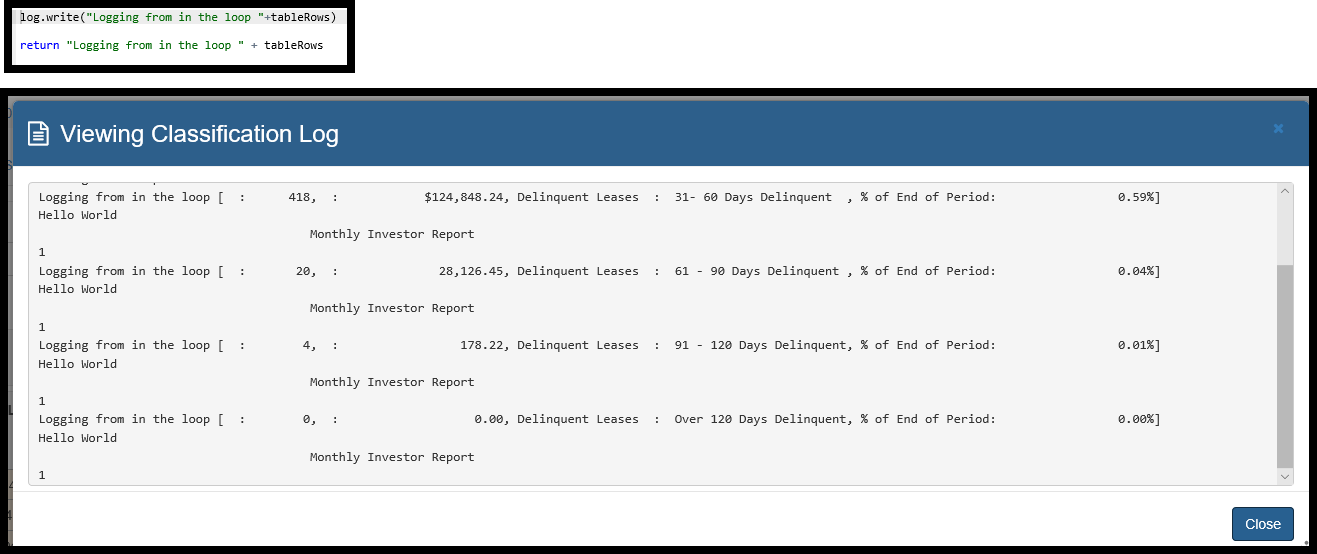 log.write("Logging from in the loop "+tableRows)
return "Logging from in the loop " + tableRows
Viewing Classification Log
Logging from in the loop [  :      418,  :            $124,848.24, Delinquent Leases  :  31- 60 Days Delinquent  , % of End of Period:                 0.59%]
Hello World
Monthly Investor Report
1
Logging from in the loop [  :       20,  :              28,126.45, Delinquent Leases  :  61 - 90 Days Delinquent , % of End of Period:                 0.04%]
Hello World
Monthly Investor Report
1
Logging from in the loop [  :        4,  :                 178.22, Delinquent Leases  :  91 - 120 Days Delinquent, % of End of Period:                 0.01%]
Hello World
Monthly Investor Report
1
Logging from in the loop [  :        0,  :                   0.00, Delinquent Leases  :  Over 120 Days Delinquent, % of End of Period:                 0.00%]
Hello World
Monthly Investor Report
1
Close